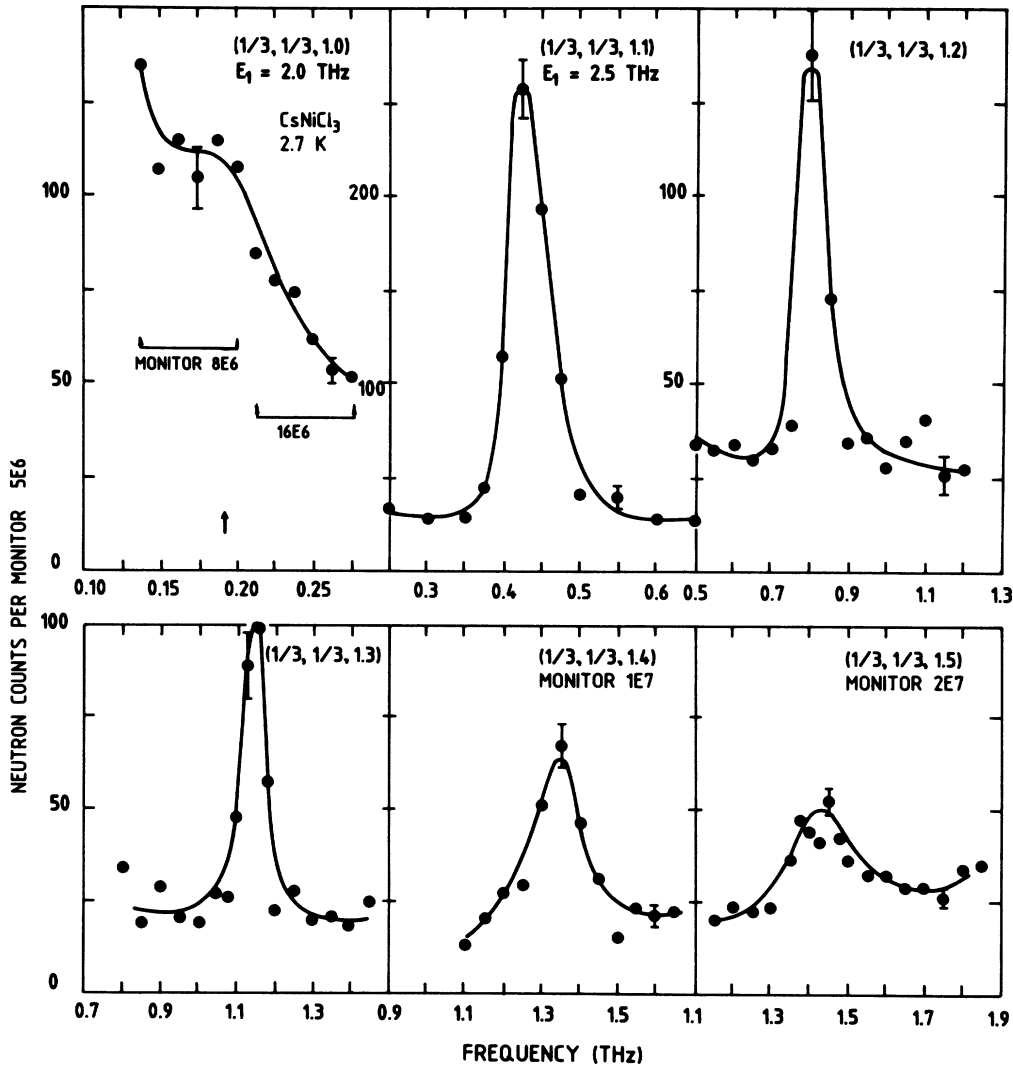 (1/3, 1/3, 1.0)
E₁ = 2.0 THz
CsNiCl₃
2.7 K
MONITOR 8E6
16E6
(1/3, 1/3, 1.1)
E₁ = 2.5 THz
(1/3, 1/3, 1.2)
100
50
0
200
100
100
50
0.10 0.15 0.20 0.25 0.3 0.4 0.5 0.6 0.5 0.7 0.9 1.1 1.3
NEUTRON COUNTS PER MONITOR 5E6
(1/3, 1/3, 1.3)
(1/3, 1/3, 1.4)
MONITOR 1E7
(1/3, 1/3, 1.5)
MONITOR 2E7
100
50
0
0.7 0.9 1.1 1.3 0.9 1.1 1.3 1.5 1.1 1.3 1.5 1.7 1.9
FREQUENCY (THz)